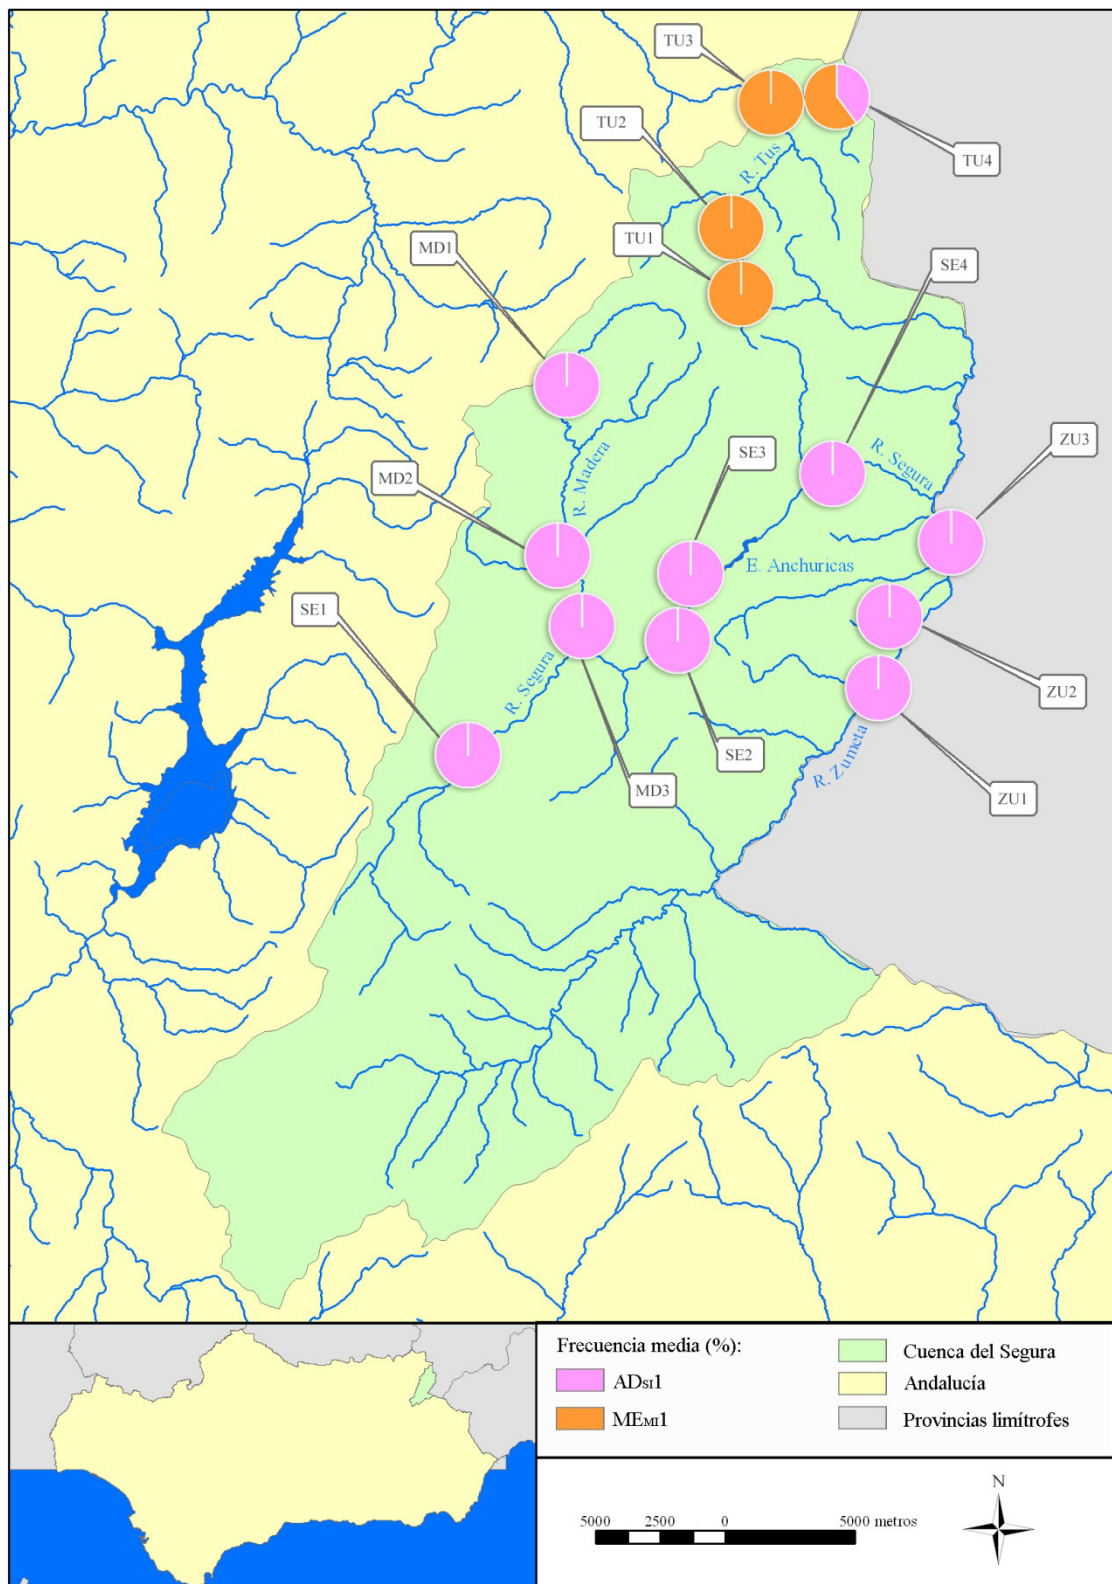 TU3
TU2
TU4
R. Tus
TU1
MD1
SE4
ZU3
SE3
R. Segura
MD2
R. Madera
E. Anchuricas
SE1
R. Segura
ZU2
SE2
R. Zumeta
MD3
ZU1
Frecuencia media (%):
ADSI1
MEMI1
Cuenca del Segura
Andalucía
Provincias limítrofes
N
5000 2500 0 5000 metros